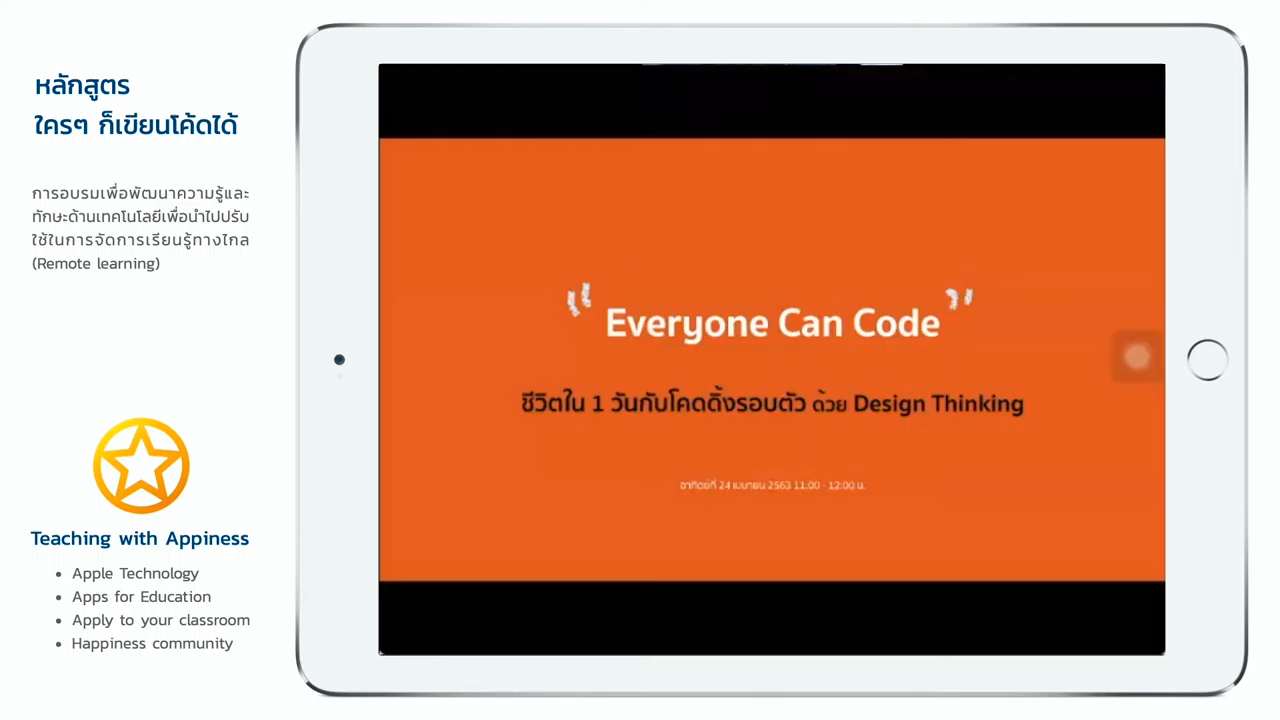 หลักสูตร
ใครๆ ก็เขียนโค้ดได้
การอบรมเพื่อพัฒนาความรู้และ
ทักษะด้านเทคโนโลยีเพื่อนำไปปรับ
ใช้ในการจัดการเรียนรู้ทางไกล
(Remote learning)
Teaching with Appiness
• Apple Technology
• Apps for Education
• Apply to your classroom
• Happiness community
" Everyone Can Code "
ชีวิตใน 1 วันกับโคดดิ้งรอบตัว ด้วย Design Thinking
อาทิตย์ที่ 24 เมษายน 2563 11:00 - 12:00 น.